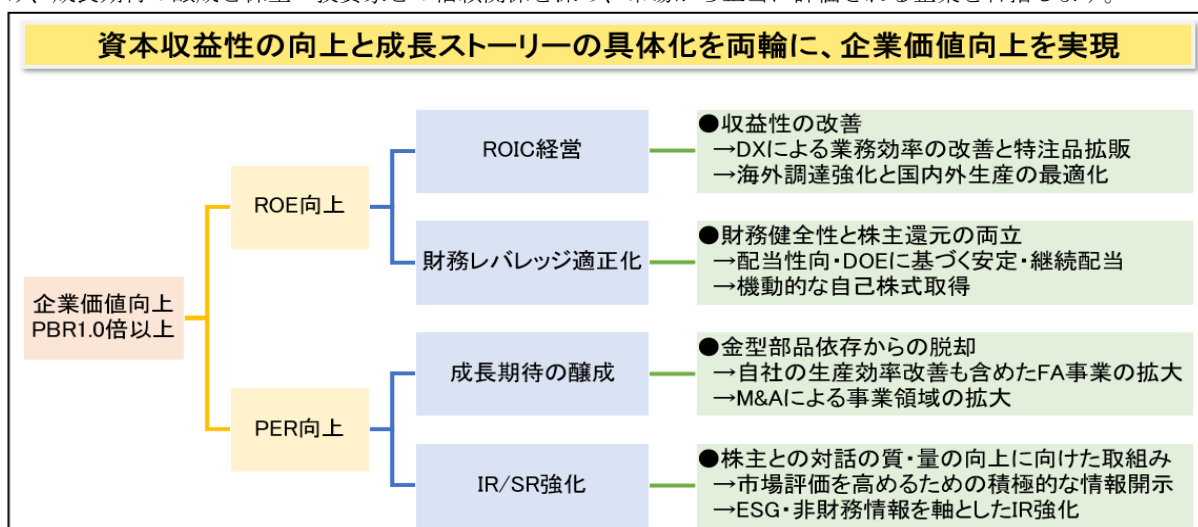 資本収益性の向上と成長ストーリーの具体化を両輪に、企業価値向上を実現
企業価値向上
PBR1.0倍以上
ROE向上
ROIC経営
●収益性の改善
→DXによる業務効率の改善と特注品拡販
→海外調達強化と国内外生産の最適化
財務レバレッジ適正化
●財務健全性と株主還元の両立
→配当性向・DOEに基づく安定・継続配当
→機動的な自己株式取得
PER向上
成長期待の醸成
●金型部品依存からの脱却
→自社の生産効率改善も含めたFA事業の拡大
→M&Aによる事業領域の拡大
IR/SR強化
●株主との対話の質・量の向上に向けた取組み
→市場評価を高めるための積極的な情報開示
→ESG・非財務情報を軸としたIR強化